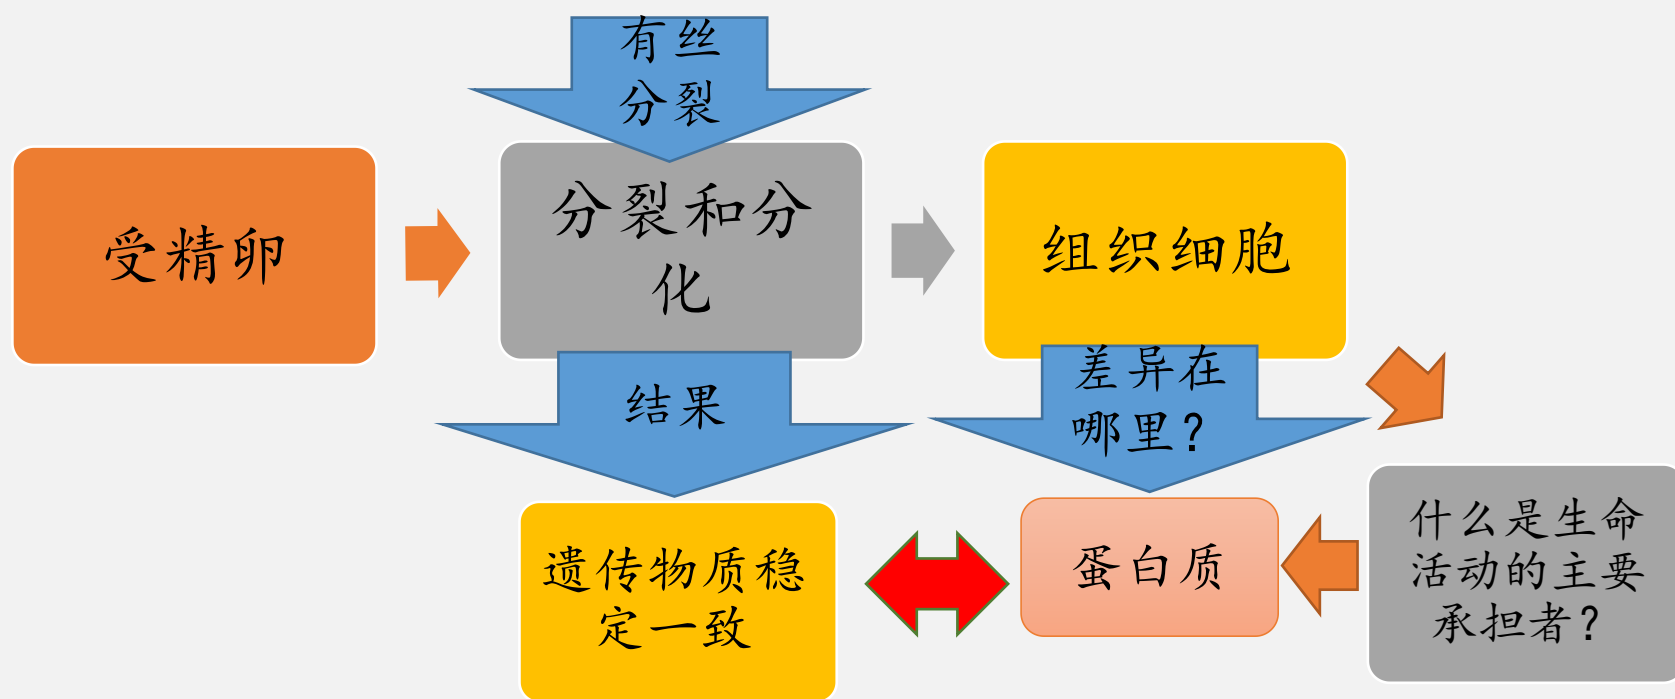 有丝
分裂
受精卵
分裂和分
化
组织细胞
结果
差异在
哪里？
遗传物质稳
定一致
蛋白质
什么是生命
活动的主要
承担者？